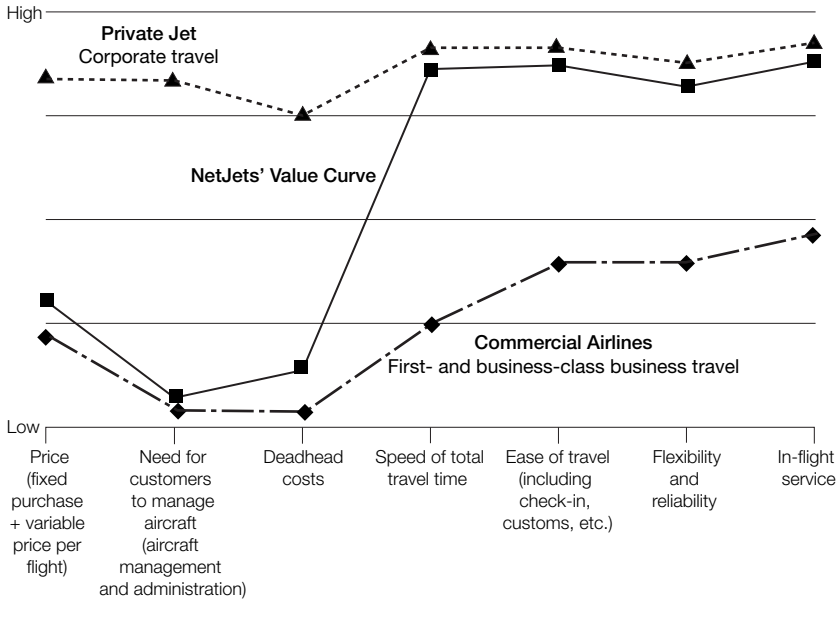 High
Private Jet
Corporate travel
NetJets’ Value Curve
Commercial Airlines
First- and business-class business travel
Low
Price
(fixed
purchase
+ variable
price per
flight)
Need for
customers
to manage
aircraft
(aircraft
management
and administration)
Deadhead
costs
Speed of total
travel time
Ease of travel
(including
check-in,
customs, etc.)
Flexibility
and
reliability
In-flight
service